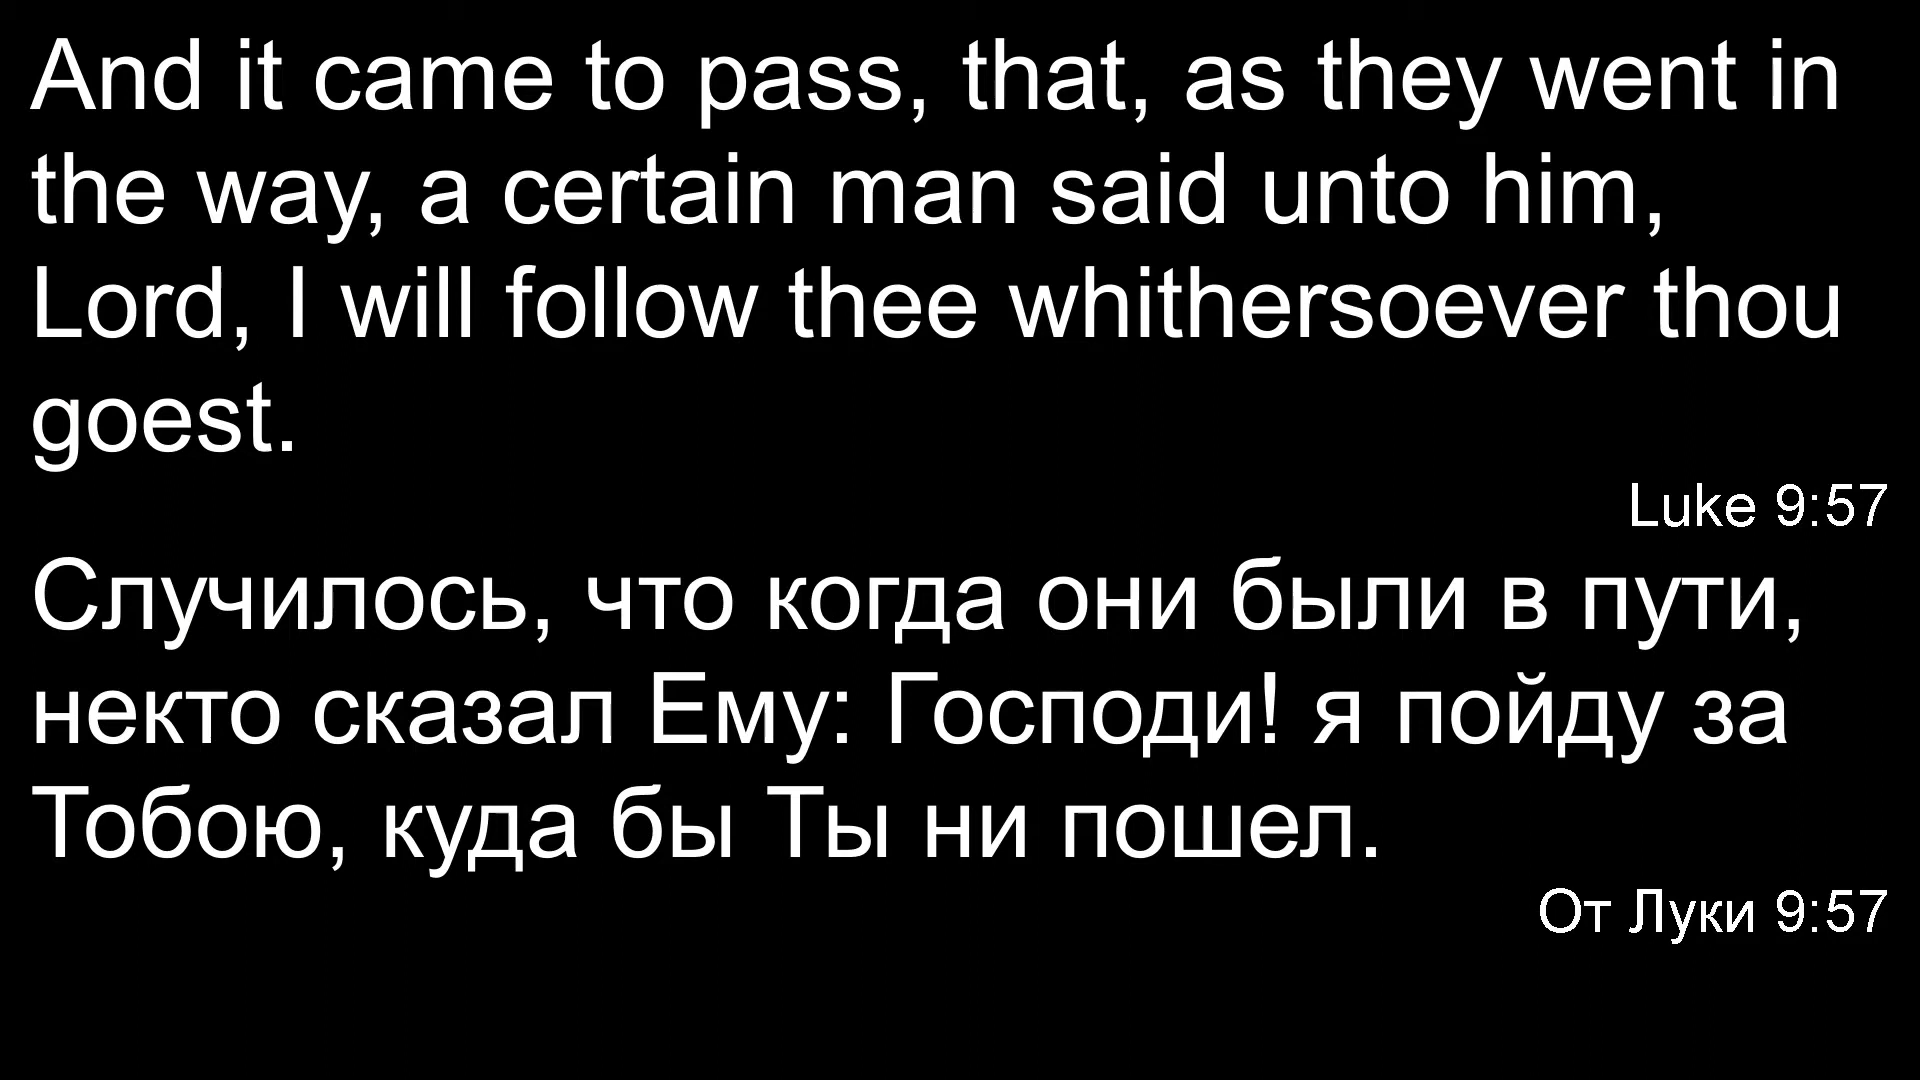 And it came to pass, that, as they went in
the way, a certain man said unto him,
Lord, I will follow thee whithersoever thou
goest.
Luke 9:57
Случилось, что когда они были в пути,
некто сказал Ему: Господи! я пойду за
Тобою, куда бы Ты ни пошел.
От Луки 9:57